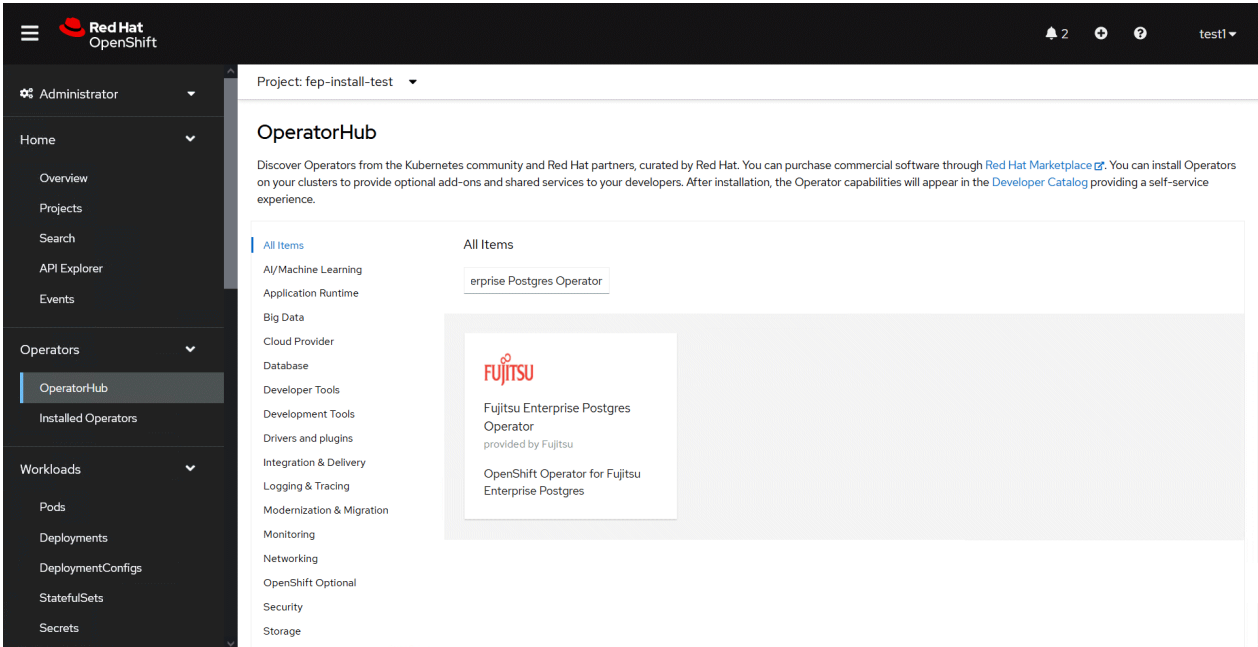 Red Hat
OpenShift
2
test1
Administrator
Home
Overview
Projects
Search
API Explorer
Events
Operators
OperatorHub
Installed Operators
Workloads
Pods
Deployments
DeploymentConfigs
StatefulSets
Secrets
Project: fep-install-test
OperatorHub
Discover Operators from the Kubernetes community and Red Hat partners, curated by Red Hat. You can purchase commercial software through Red Hat Marketplace. You can install Operators
on your clusters to provide optional add-ons and shared services to your developers. After installation, the Operator capabilities will appear in the Developer Catalog providing a self-service
experience.
All Items
AI/Machine Learning
Application Runtime
Big Data
Cloud Provider
Database
Developer Tools
Development Tools
Drivers and plugins
Integration & Delivery
Logging & Tracing
Modernization & Migration
Monitoring
Networking
OpenShift Optional
Security
Storage
All Items
erprise Postgres Operator
FUJITSU
Fujitsu Enterprise Postgres
Operator
provided by Fujitsu
OpenShift Operator for Fujitsu
Enterprise Postgres